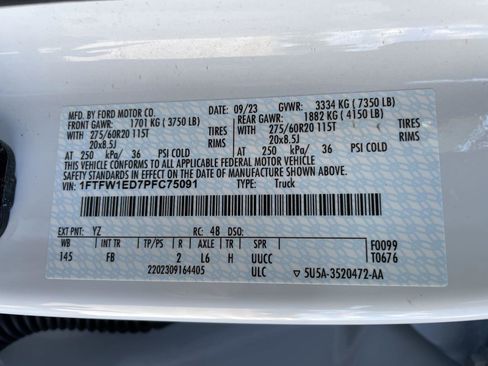 MFD. BY FORD MOTOR CO. 09/23 GVWR: 3334 KG ( 7350 LB)
FRONT GAWR: 1701 KG ( 3750 LB) REAR GAWR: 1882 KG ( 4150 LB)
WITH 275/60R20 115T TIRES WITH 275/60R20 115T TIRES
20x8.5J RIMS 20x8.5J RIMS
AT 250 kPa/ 36 PSI COLD AT 250 kPa/ 36 PSI COLD
THIS VEHICLE CONFORMS TO ALL APPLICABLE FEDERAL MOTOR VEHICLE
SAFETY STANDARDS IN EFFECT ON THE DATE OF MANUFACTURE SHOWN ABOVE.
VIN: 1FTFW1ED7PFC75091 TYPE: Truck
EXT PNT: YZ RC: 48 DSO: F0099
WB INT TR TP/PS R AXLE TR SPR T0676
145 FB 2 L6 H UUCC
2202309164405 ULC 5U5A-3520472-AA